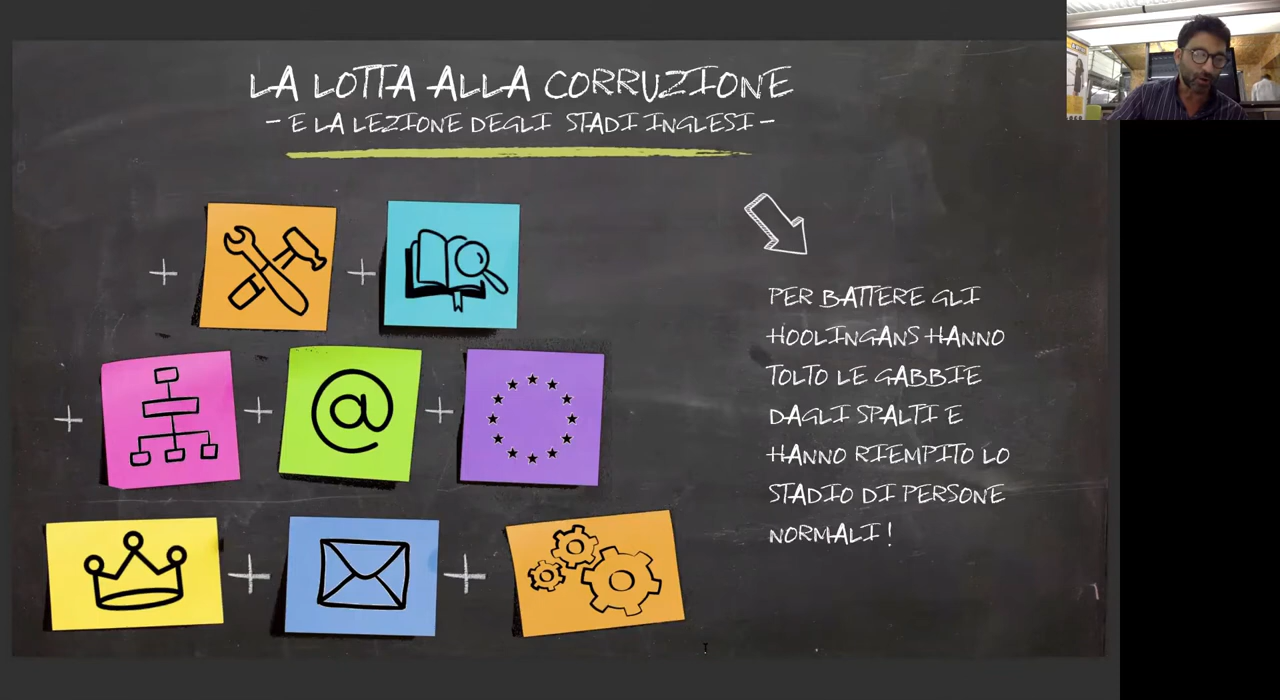 LA LOTTA ALLA CORRUZIONE
- E LA LEZIONE DEGLI STADI INGLESI -
PER BATTERE GLI
HOOLINGANS HANNO
TOLTO LE GABBIE
DAGLI SPALTI E
HANNO RIEMPITO LO
STADIO DI PERSONE
NORMALI!
@